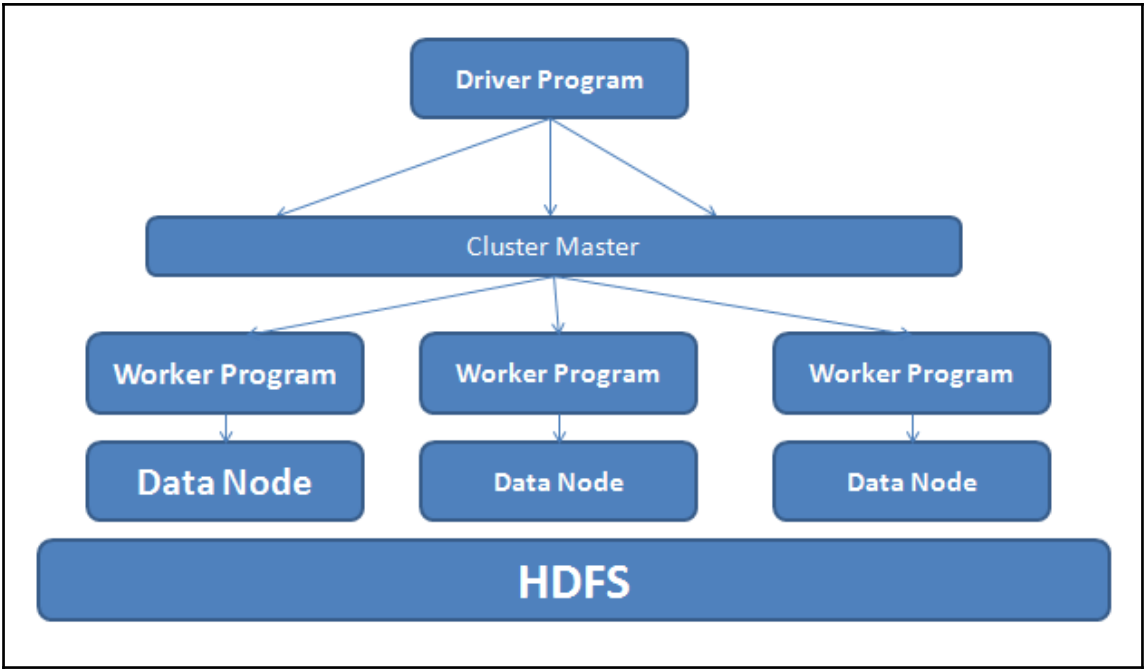 Driver Program
Cluster Master
Worker Program
Worker Program
Worker Program
Data Node
Data Node
Data Node
HDFS